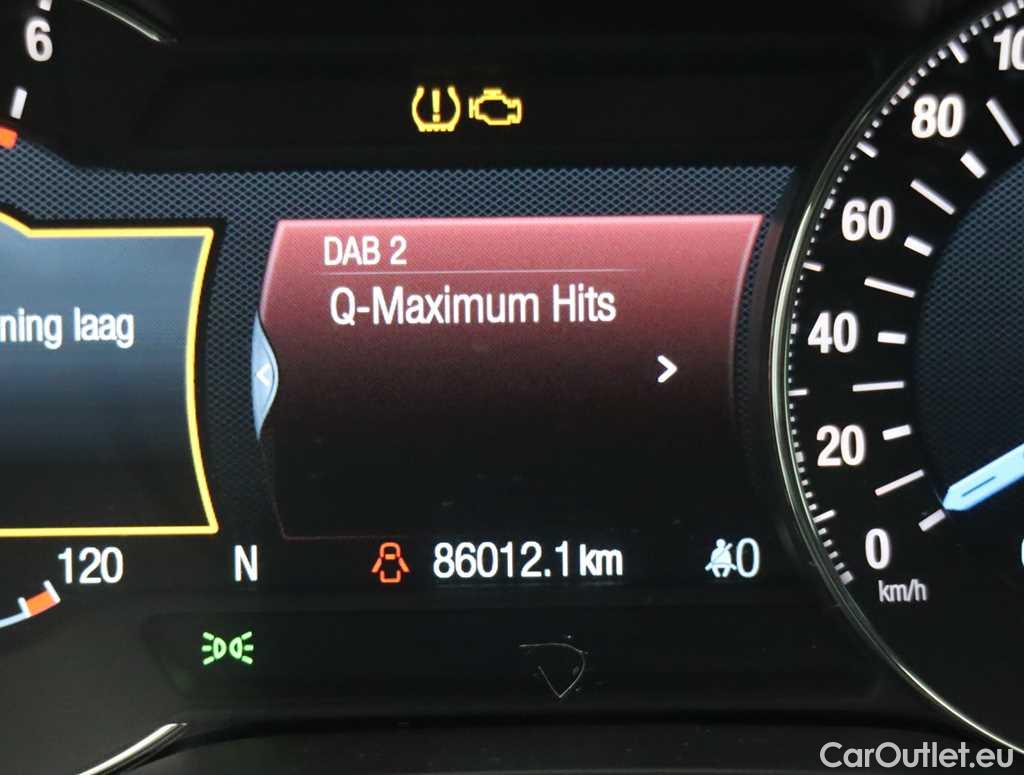 6
100
80
DAB 2
60
Q-Maximum Hits
ning laag
40
20
120
N
86012.1 km
0
0
km/h
CarOutlet.eu